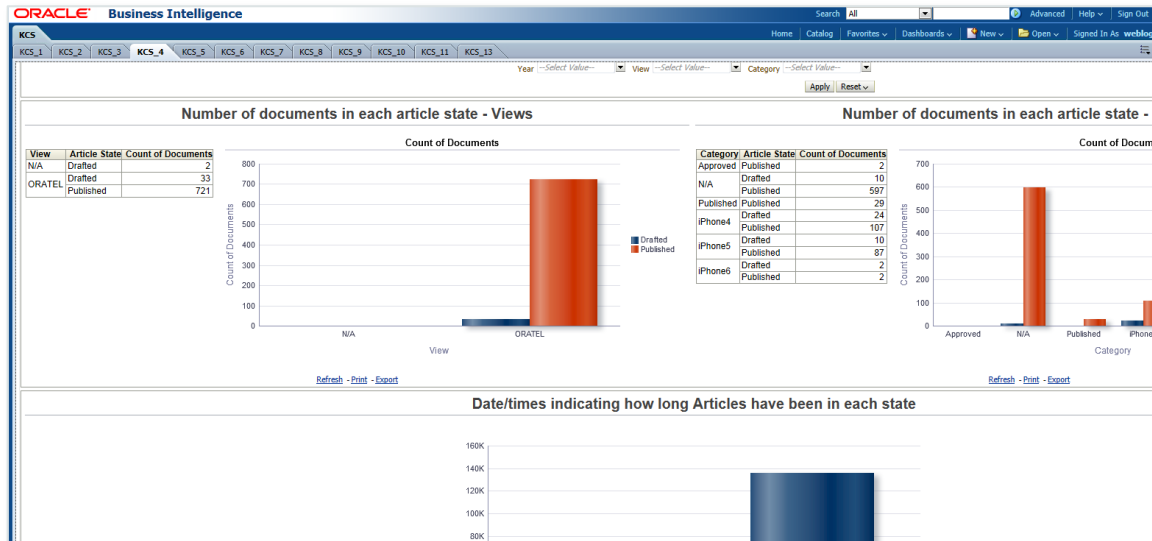 ORACLE® Business Intelligence
Search All Advanced Help Sign Out
KCS
Home Catalog Favorites Dashboards New Open Signed In As weblog
KCS_1 KCS_2 KCS_3 KCS_4 KCS_5 KCS_6 KCS_7 KCS_8 KCS_9 KCS_10 KCS_11 KCS_13
Year --Select Value-- View --Select Value-- Category --Select Value--
Apply Reset
Number of documents in each article state - Views
View Article State Count of Documents
N/A Drafted 2
ORATEL Drafted 33
Published 721
Count of Documents
Count of Documents
800
700
600
500
400
300
200
100
0
N/A ORATEL
View
Drafted
Published
Refresh - Print - Export
Number of documents in each article state -
Category Article State Count of Documents
Approved Published 2
N/A Drafted 10
Published 597
Published Published 29
iPhone4 Drafted 24
Published 107
iPhone5 Drafted 10
Published 87
iPhone6 Drafted 2
Published 2
Count of Docum
Count of Documents
700
600
500
400
300
200
100
0
Approved N/A Published iPhone
Category
Refresh - Print - Export
Date/times indicating how long Articles have been in each state
160K
140K
120K
100K
80K